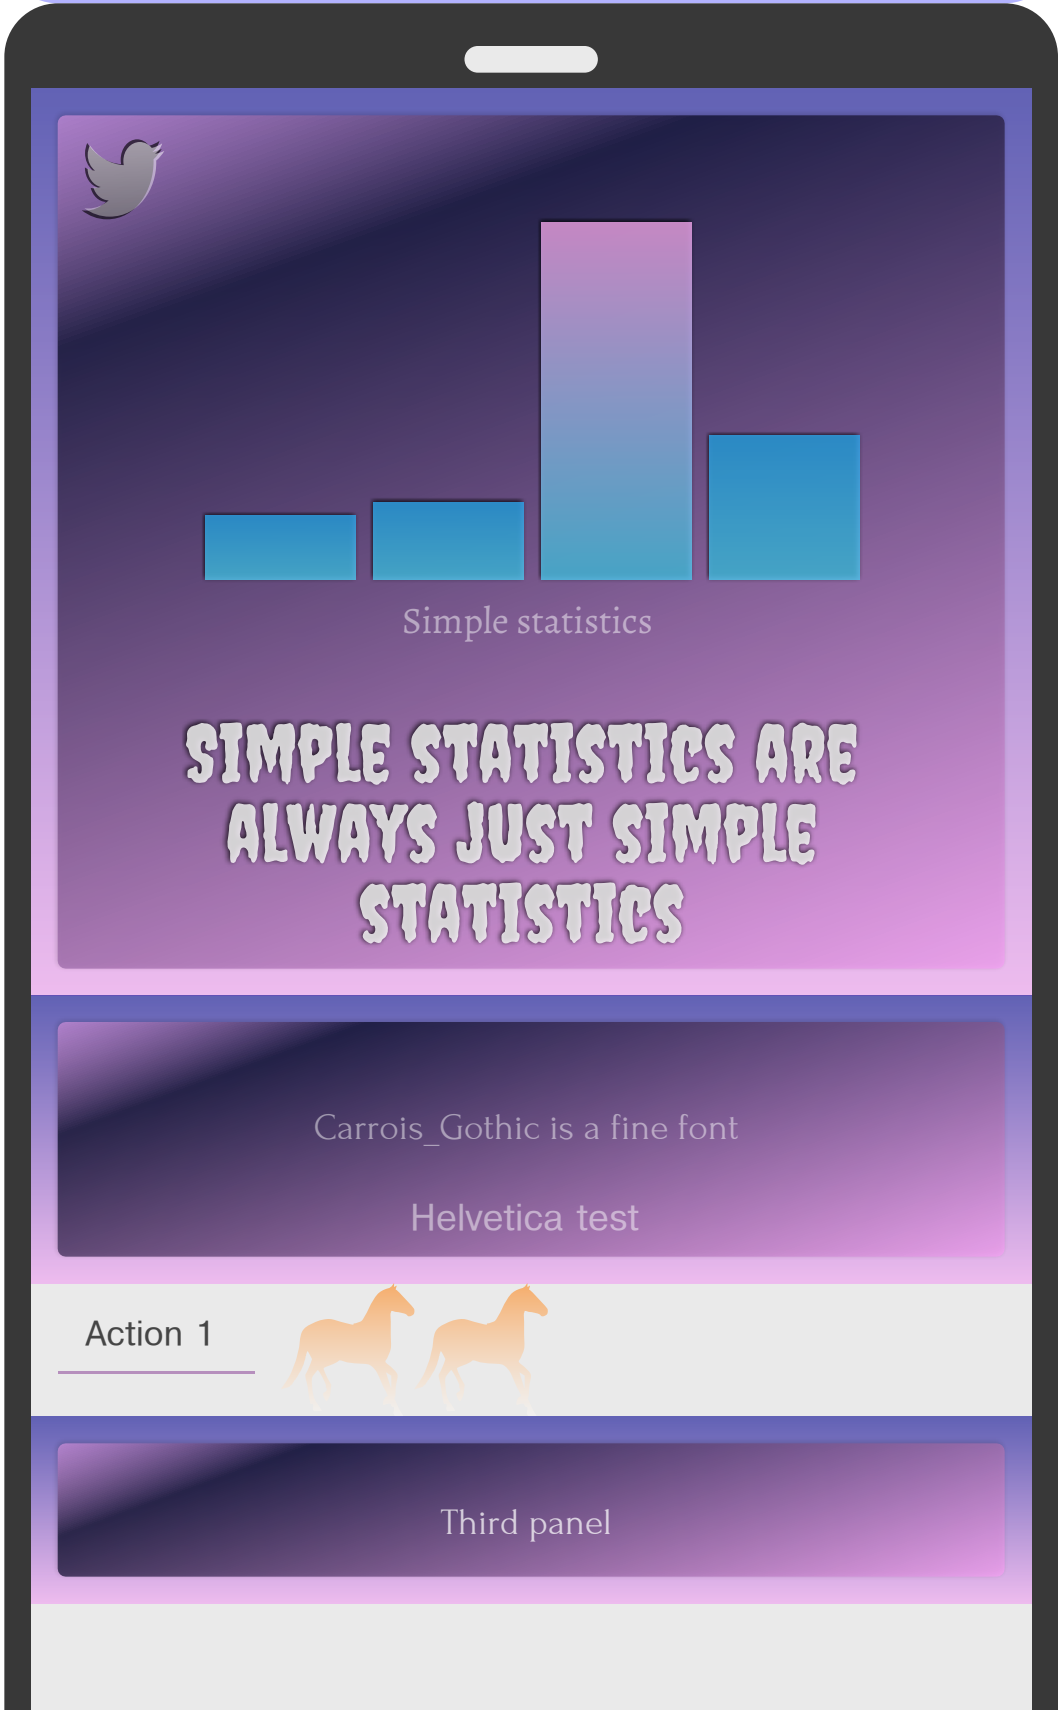 Simple statistics
SIMPLE STATISTICS ARE
ALWAYS JUST SIMPLE
STATISTICS
Carrois_Gothic is a fine font
Helvetica test
Action 1
Third panel